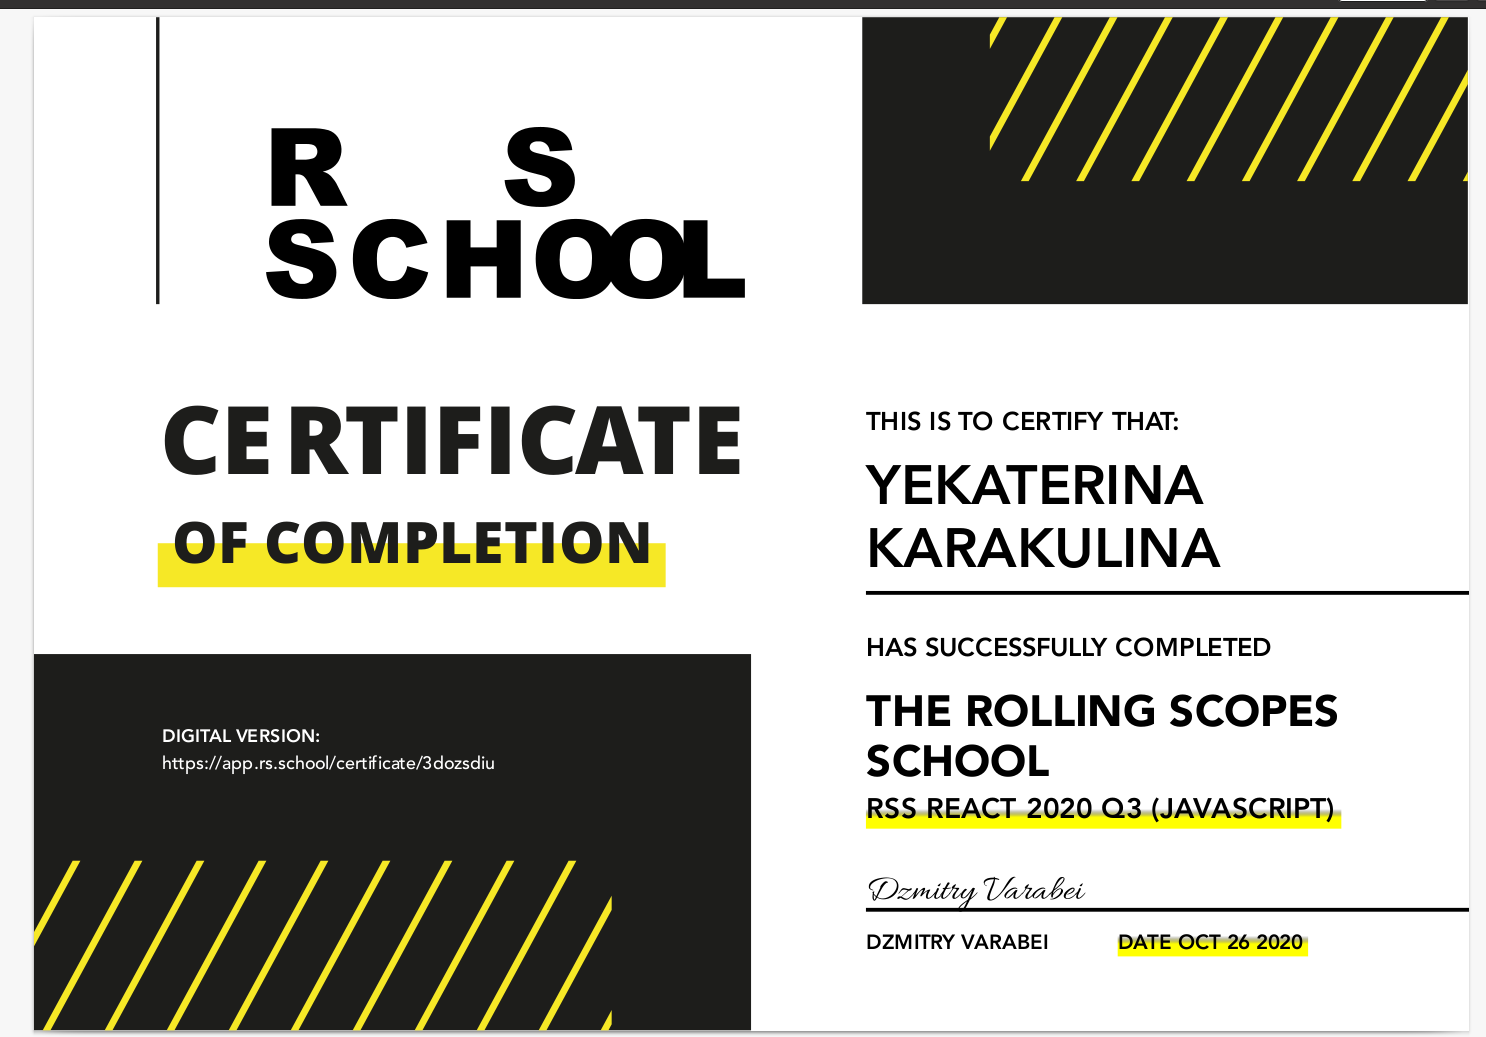 R S
SCHOOL
CERTIFICATE
OF COMPLETION
DIGITAL VERSION:
https://app.rs.school/certificate/3dozsdiu
THIS IS TO CERTIFY THAT:
YEKATERINA
KARAKULINA
HAS SUCCESSFULLY COMPLETED
THE ROLLING SCOPES
SCHOOL
RSS REACT 2020 Q3 (JAVASCRIPT)
Dzmitry Varabei
DZMITRY VARABEI DATE OCT 26 2020